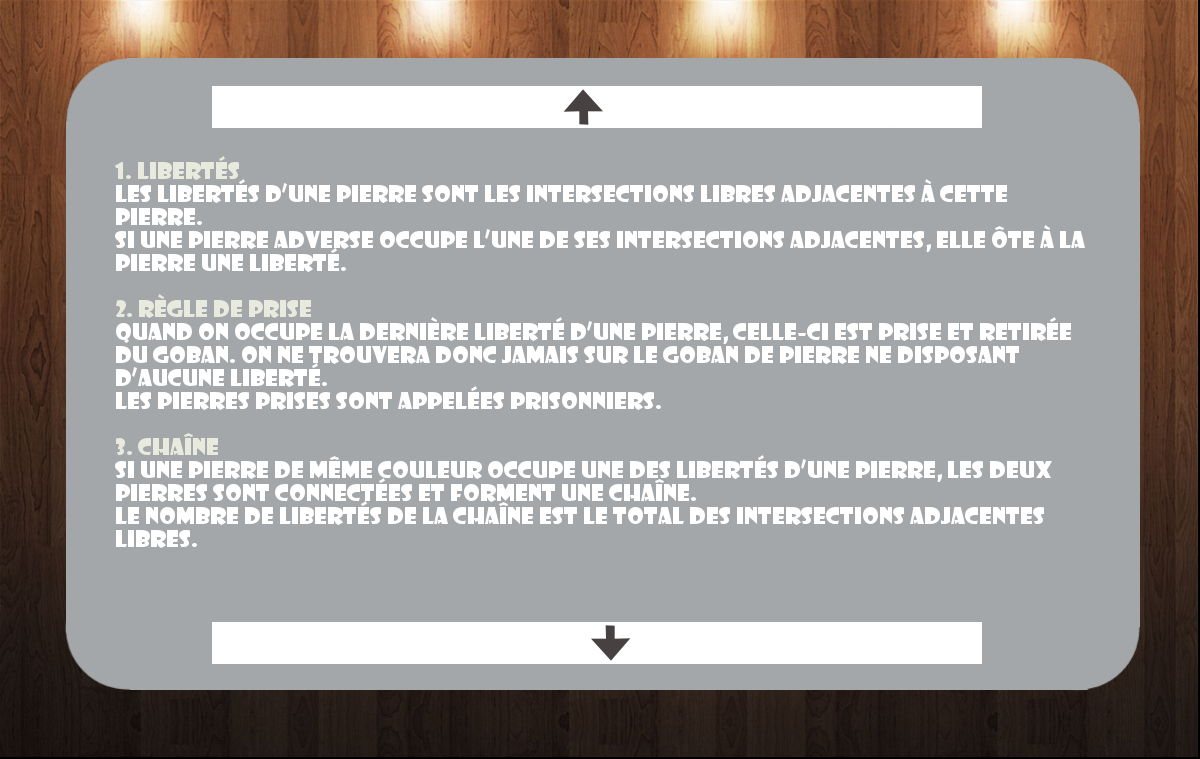 1. LIBERTÉS
LES LIBERTÉS D'UNE PIERRE SONT LES INTERSECTIONS LIBRES ADJACENTES À CETTE
PIERRE.
SI UNE PIERRE ADVERSE OCCUPE L'UNE DE SES INTERSECTIONS ADJACENTES, ELLE ÔTE À LA
PIERRE UNE LIBERTÉ.
2. RÈGLE DE PRISE
QUAND ON OCCUPE LA DERNIÈRE LIBERTÉ D'UNE PIERRE, CELLE-CI EST PRISE ET RETIRÉE
DU GOBAN. ON NE TROUVERA DONC JAMAIS SUR LE GOBAN DE PIERRE NE DISPOSANT
D'AUCUNE LIBERTÉ.
LES PIERRES PRISES SONT APPELÉES PRISONNIERS.
3. CHAÎNE
SI UNE PIERRE DE MÊME COULEUR OCCUPE UNE DES LIBERTÉS D'UNE PIERRE, LES DEUX
PIERRES SONT CONNECTÉES ET FORMENT UNE CHAÎNE.
LE NOMBRE DE LIBERTÉS DE LA CHAÎNE EST LE TOTAL DES INTERSECTIONS ADJACENTES
LIBRES.